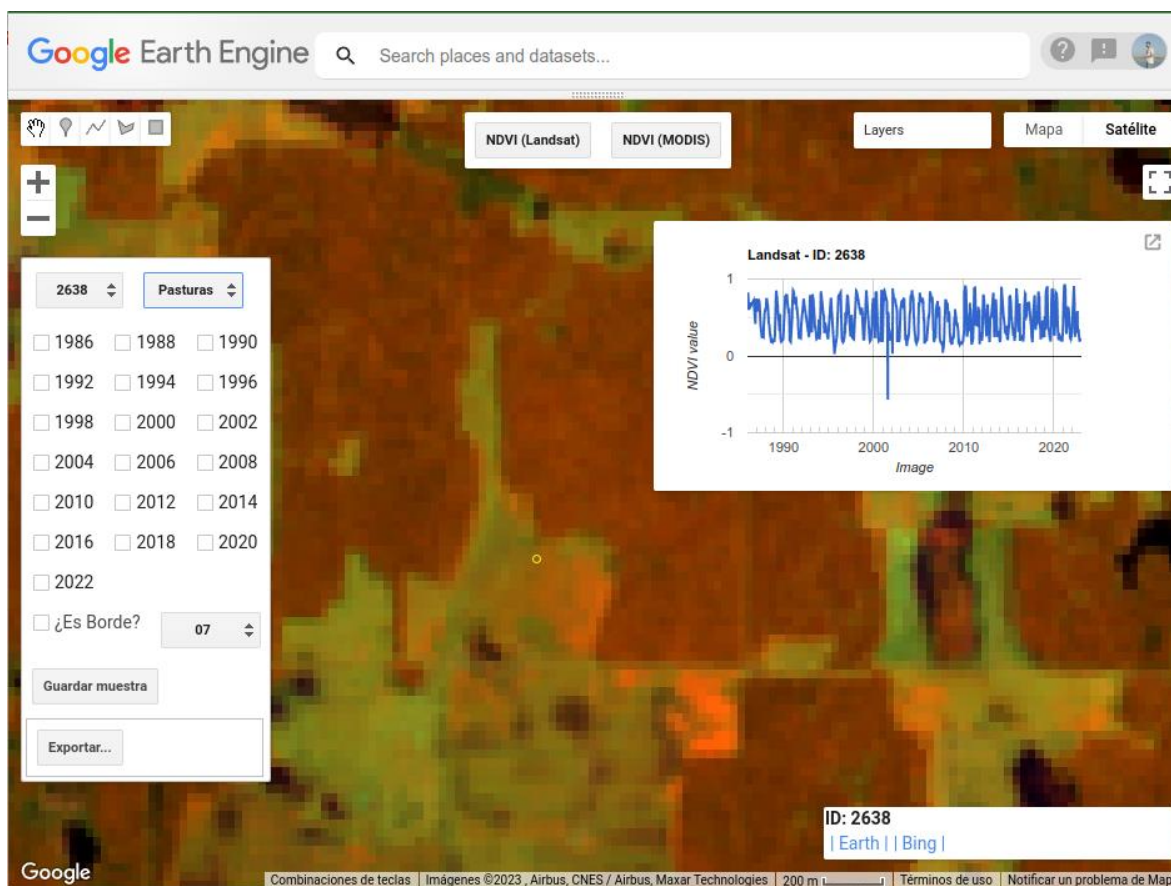 Google Earth Engine
Search places and datasets...
NDVI (Landsat) NDVI (MODIS)
Layers
Mapa Satélite
2638 Pasturas
1986 1988 1990
1992 1994 1996
1998 2000 2002
2004 2006 2008
2010 2012 2014
2016 2018 2020
2022
¿Es Borde? 07
Guardar muestra
Exportar...
Landsat - ID: 2638
NDVI value
1
0
-1
1990 2000 2010 2020
Image
ID: 2638
| Earth | | Bing |
Google
Combinaciones de teclas Imágenes ©2023 , Airbus, CNES / Airbus, Maxar Technologies 200 m Términos de uso Notificar un problema de Map